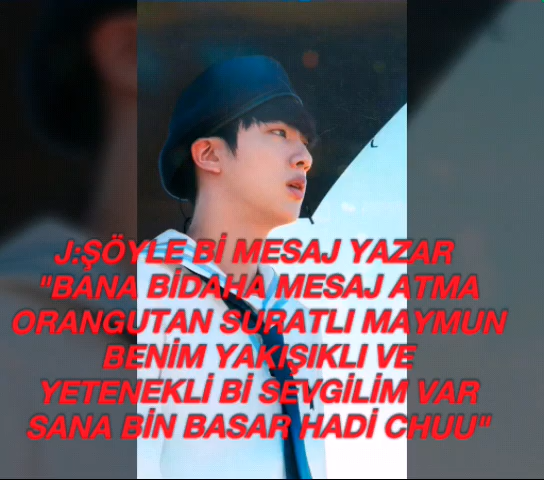 J:ŞÖYLE Bİ MESAJ YAZAR
"BANA BİDAHA MESAJ ATMA
ORANGUTAN SURATLI MAYMUN
BENİM YAKIŞIKLI VE
YETENEKLİ Bİ SEVGİLİM VAR
SANA BİN BASAR HADİ CHUU"